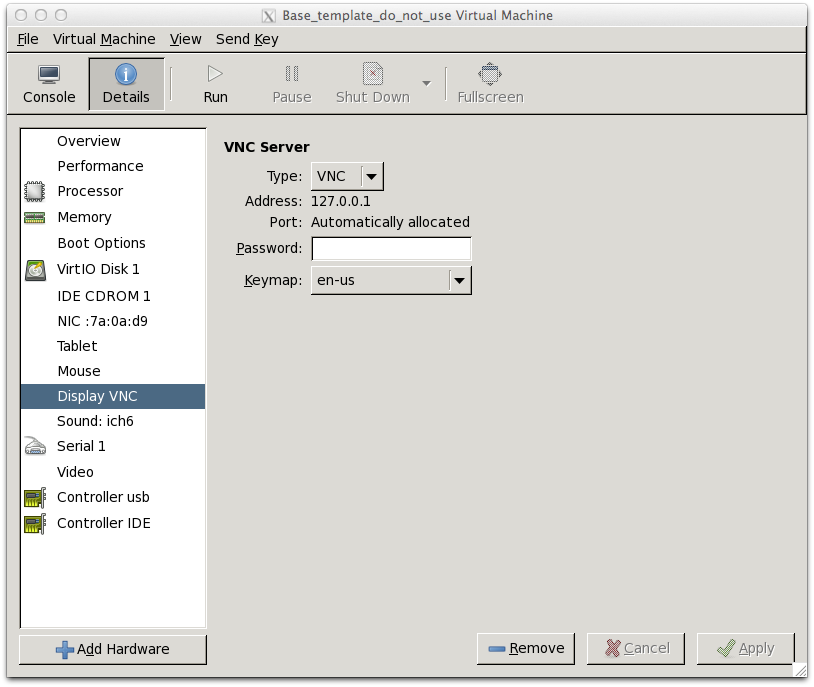 Base_template_do_not_use Virtual Machine
File Virtual Machine View Send Key
Console Details Run Pause Shut Down Fullscreen
Overview
Performance
Processor
Memory
Boot Options
VirtIO Disk 1
IDE CDROM 1
NIC :7a:0a:d9
Tablet
Mouse
Display VNC
Sound: ich6
Serial 1
Video
Controller usb
Controller IDE
Add Hardware
VNC Server
Type: VNC
Address: 127.0.0.1
Port: Automatically allocated
Password:
Keymap: en-us
Remove Cancel Apply